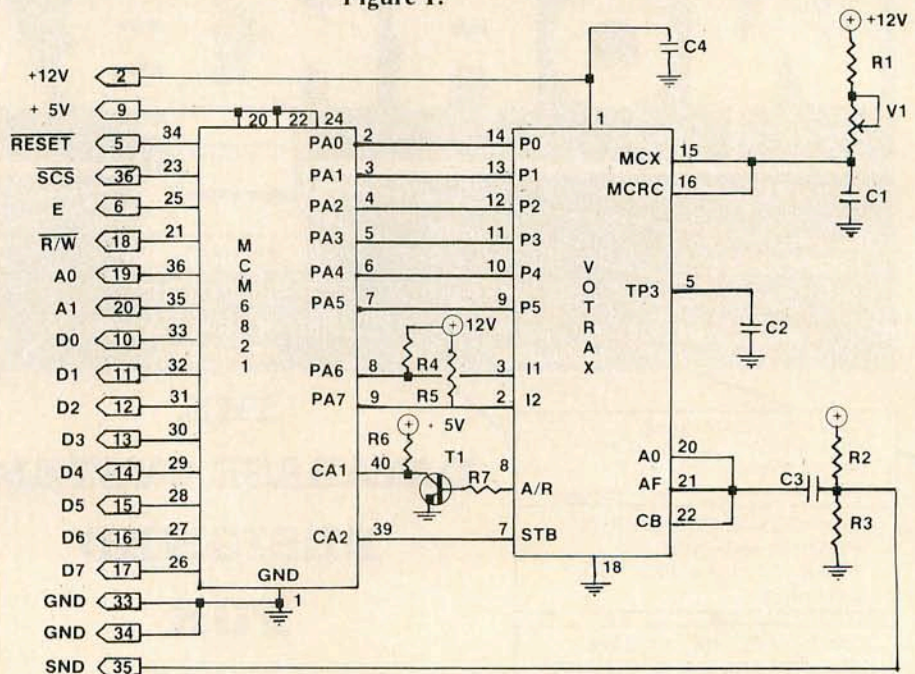 Figure 1.
+12V 2
+ 5V 9
RESET 5 34
SCS 36 23
E 6 25
R/W 18 21
A0 19 36
A1 20 35
D0 10 33
D1 11 32
D2 12 31
D3 13 30
D4 14 29
D5 15 28
D6 16 27
D7 17 26
GND 33
GND 34
SND 35
20 22 24
MCM6821
PA0 2
PA1 3
PA2 4
PA3 5
PA4 6
PA5 7
PA6 8
PA7 9
CA1 40
CA2 39
GND 1
12V
R4
R5
+ 5V
R6
T1
R7
C4
1
VOTRAX
14 P0
13 P1
12 P2
11 P3
10 P4
9 P5
3 I1
2 I2
8 A/R
7 STB
18
MCX 15
MCRC 16
TP3 5
A0 20
AF 21
CB 22
+12V
R1
V1
C1
C2
C3
R2
R3